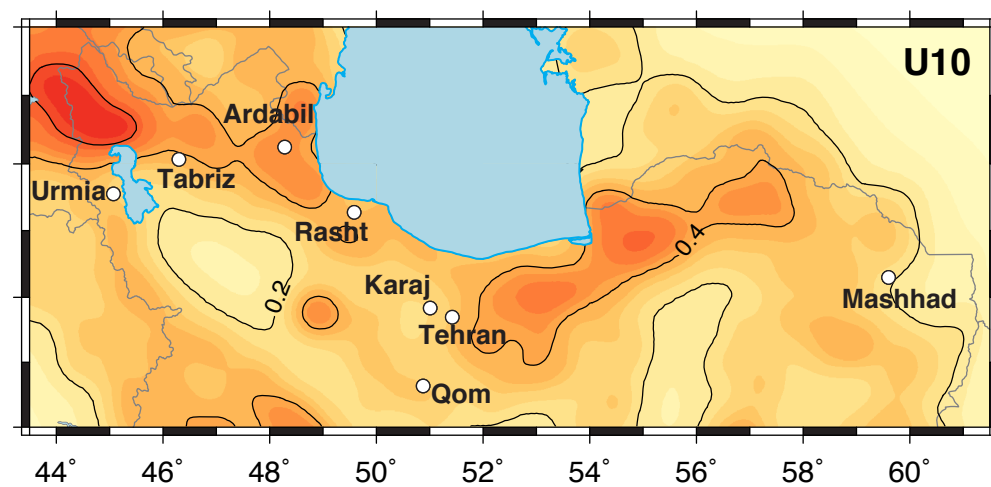 U10
Ardabil
Urmia
Tabriz
Rasht
0.4
0.2
Karaj
Mashhad
Tehran
Qom
44° 46° 48° 50° 52° 54° 56° 58° 60°